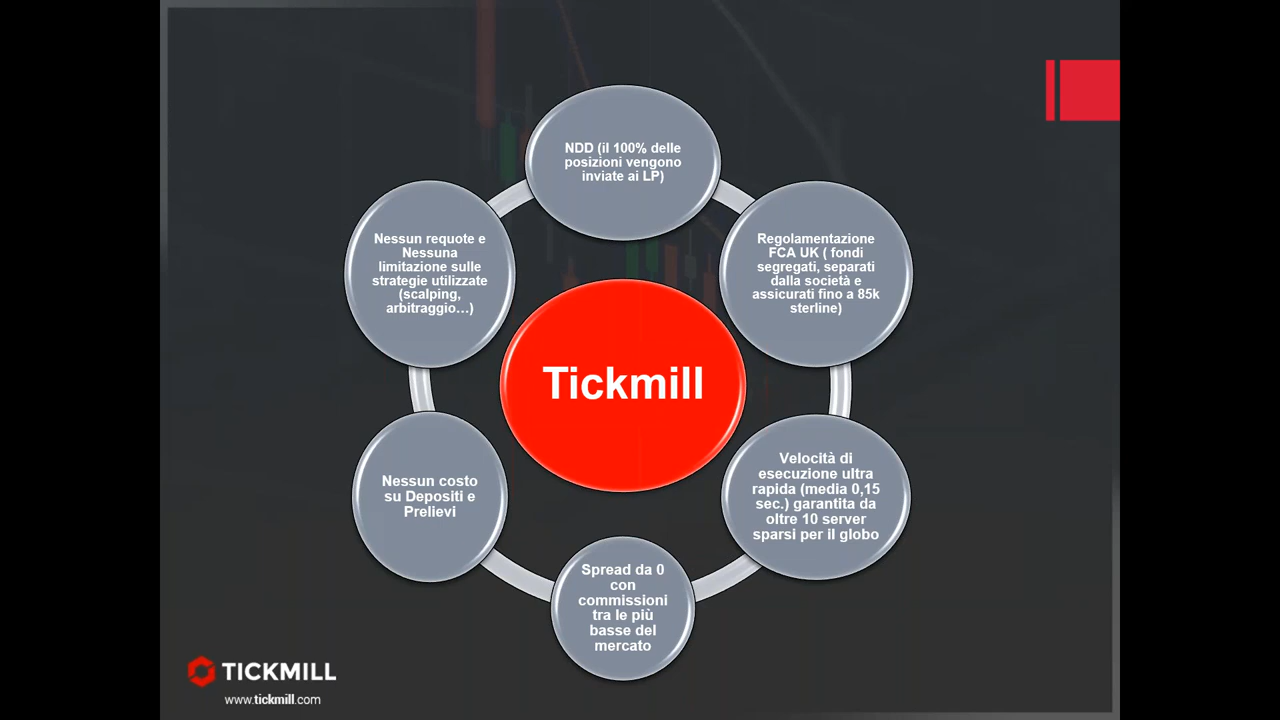 NDD (il 100% delle
posizioni vengono
inviate ai LP)
Regolamentazione
FCA UK ( fondi
segregati, separati
dalla società e
assicurati fino a 85k
sterline)
Velocità di
esecuzione ultra
rapida (media 0,15
sec.) garantita da
oltre 10 server
sparsi per il globo
Spread da 0
con
commissioni
tra le più
basse del
mercato
Nessun costo
su Depositi e
Prelievi
Nessun requote e
Nessuna
limitazione sulle
strategie utilizzate
(scalping,
arbitraggio...)
Tickmill
TICKMILL
www.tickmill.com